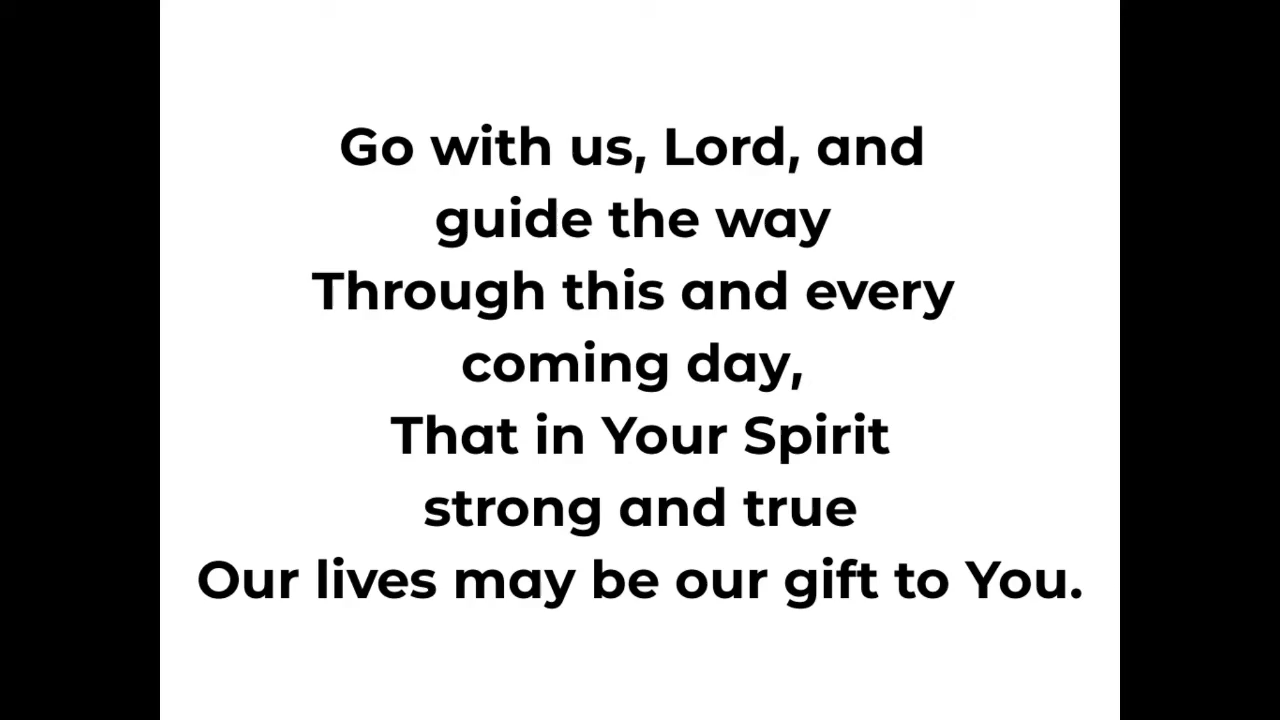 Go with us, Lord, and
guide the way
Through this and every
coming day,
That in Your Spirit
strong and true
Our lives may be our gift to You.